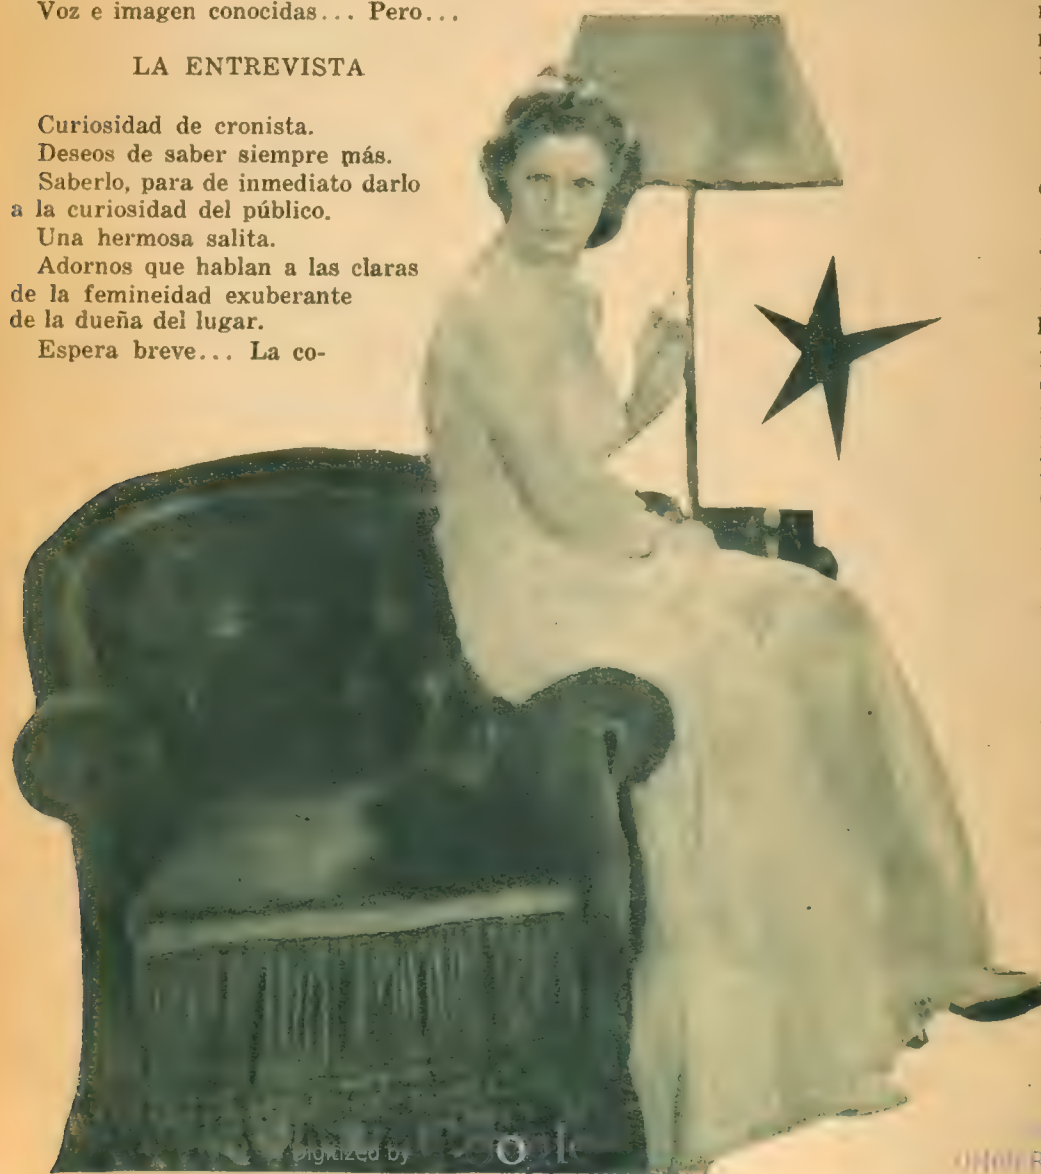 Voz e imagen conocidas... Pero...
LA ENTREVISTA
Curiosidad de cronista.
Deseos de saber siempre más.
Saberlo, para de inmediato darlo
a la curiosidad del público.
Una hermosa salita.
Adornos que hablan a las claras
de la femineidad exuberante
de la dueña del lugar.
Espera breve... La co-
Digitized by